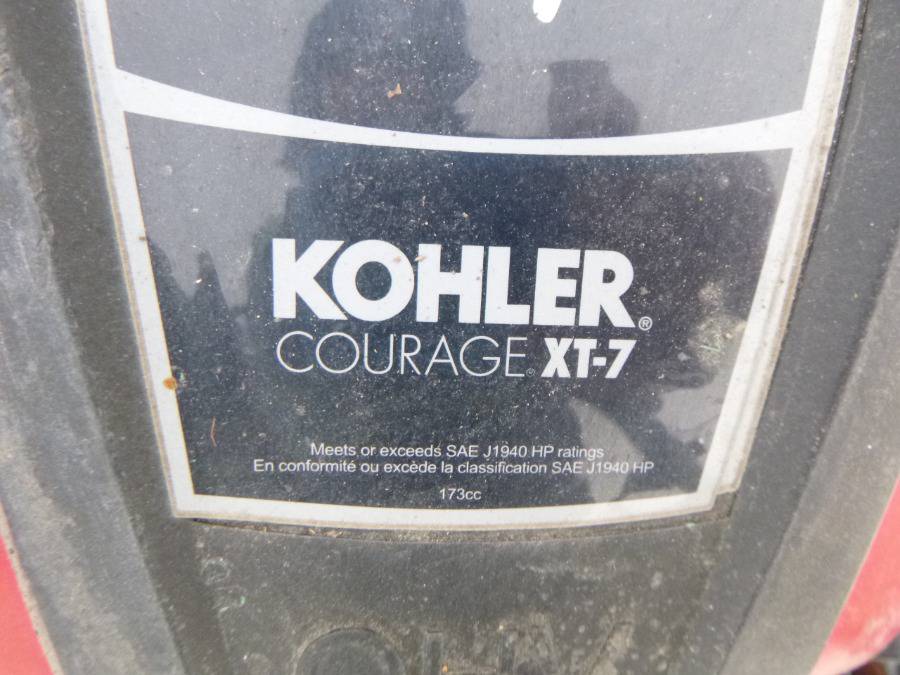 KOHLER®
COURAGE® XT-7
Meets or exceeds SAE J1940 HP ratings
En conformité ou excède la classification SAE J1940 HP
173cc
OHV